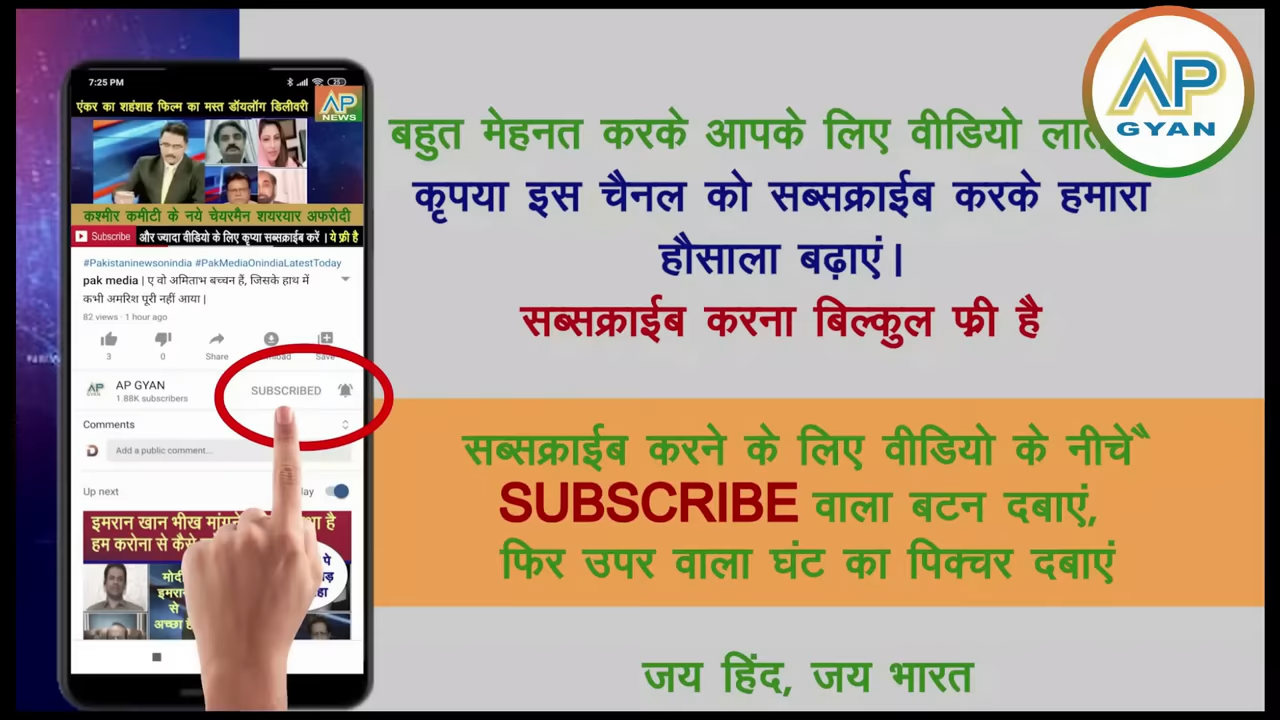 7:25 PM
एंकर का शहंशाह फिल्म का मस्त डॉयलॉग डिलीवरी
AP
NEWS
कश्मीर कमीटी के नये चेयरमैन शयरयार अफरीदी
Subscribe और ज्यादा वीडियो के लिए कृप्या सब्सक्राईब करें । ये फ्री है
#Pakistaninewsonindia #PakMediaOnindiaLatestToday
pak media | ए वो अमिताभ बच्चन हैं, जिसके हाथ में
कभी अमरिश पूरी नहीं आया |
82 views · 1 hour ago
3 0 Share Save
AP GYAN
1.88K subscribers
SUBSCRIBED
Comments
Add a public comment...
Up next
इमरान खान भीख मांगने है
हम करोना से कैसे
मोदी
से
AP
GYAN
बहुत मेहनत करके आपके लिए वीडियो
कृपया इस चैनल को सब्सक्राईब करके हमारा
हौसाला बढ़ाएं।
सब्सक्राईब करना बिल्कुल फ्री है
सब्सक्राईब करने के लिए वीडियो के नीचे
SUBSCRIBE वाला बटन दबाएं,
फिर उपर वाला घंट का पिक्चर दबाएं
जय हिंद, जय भारत